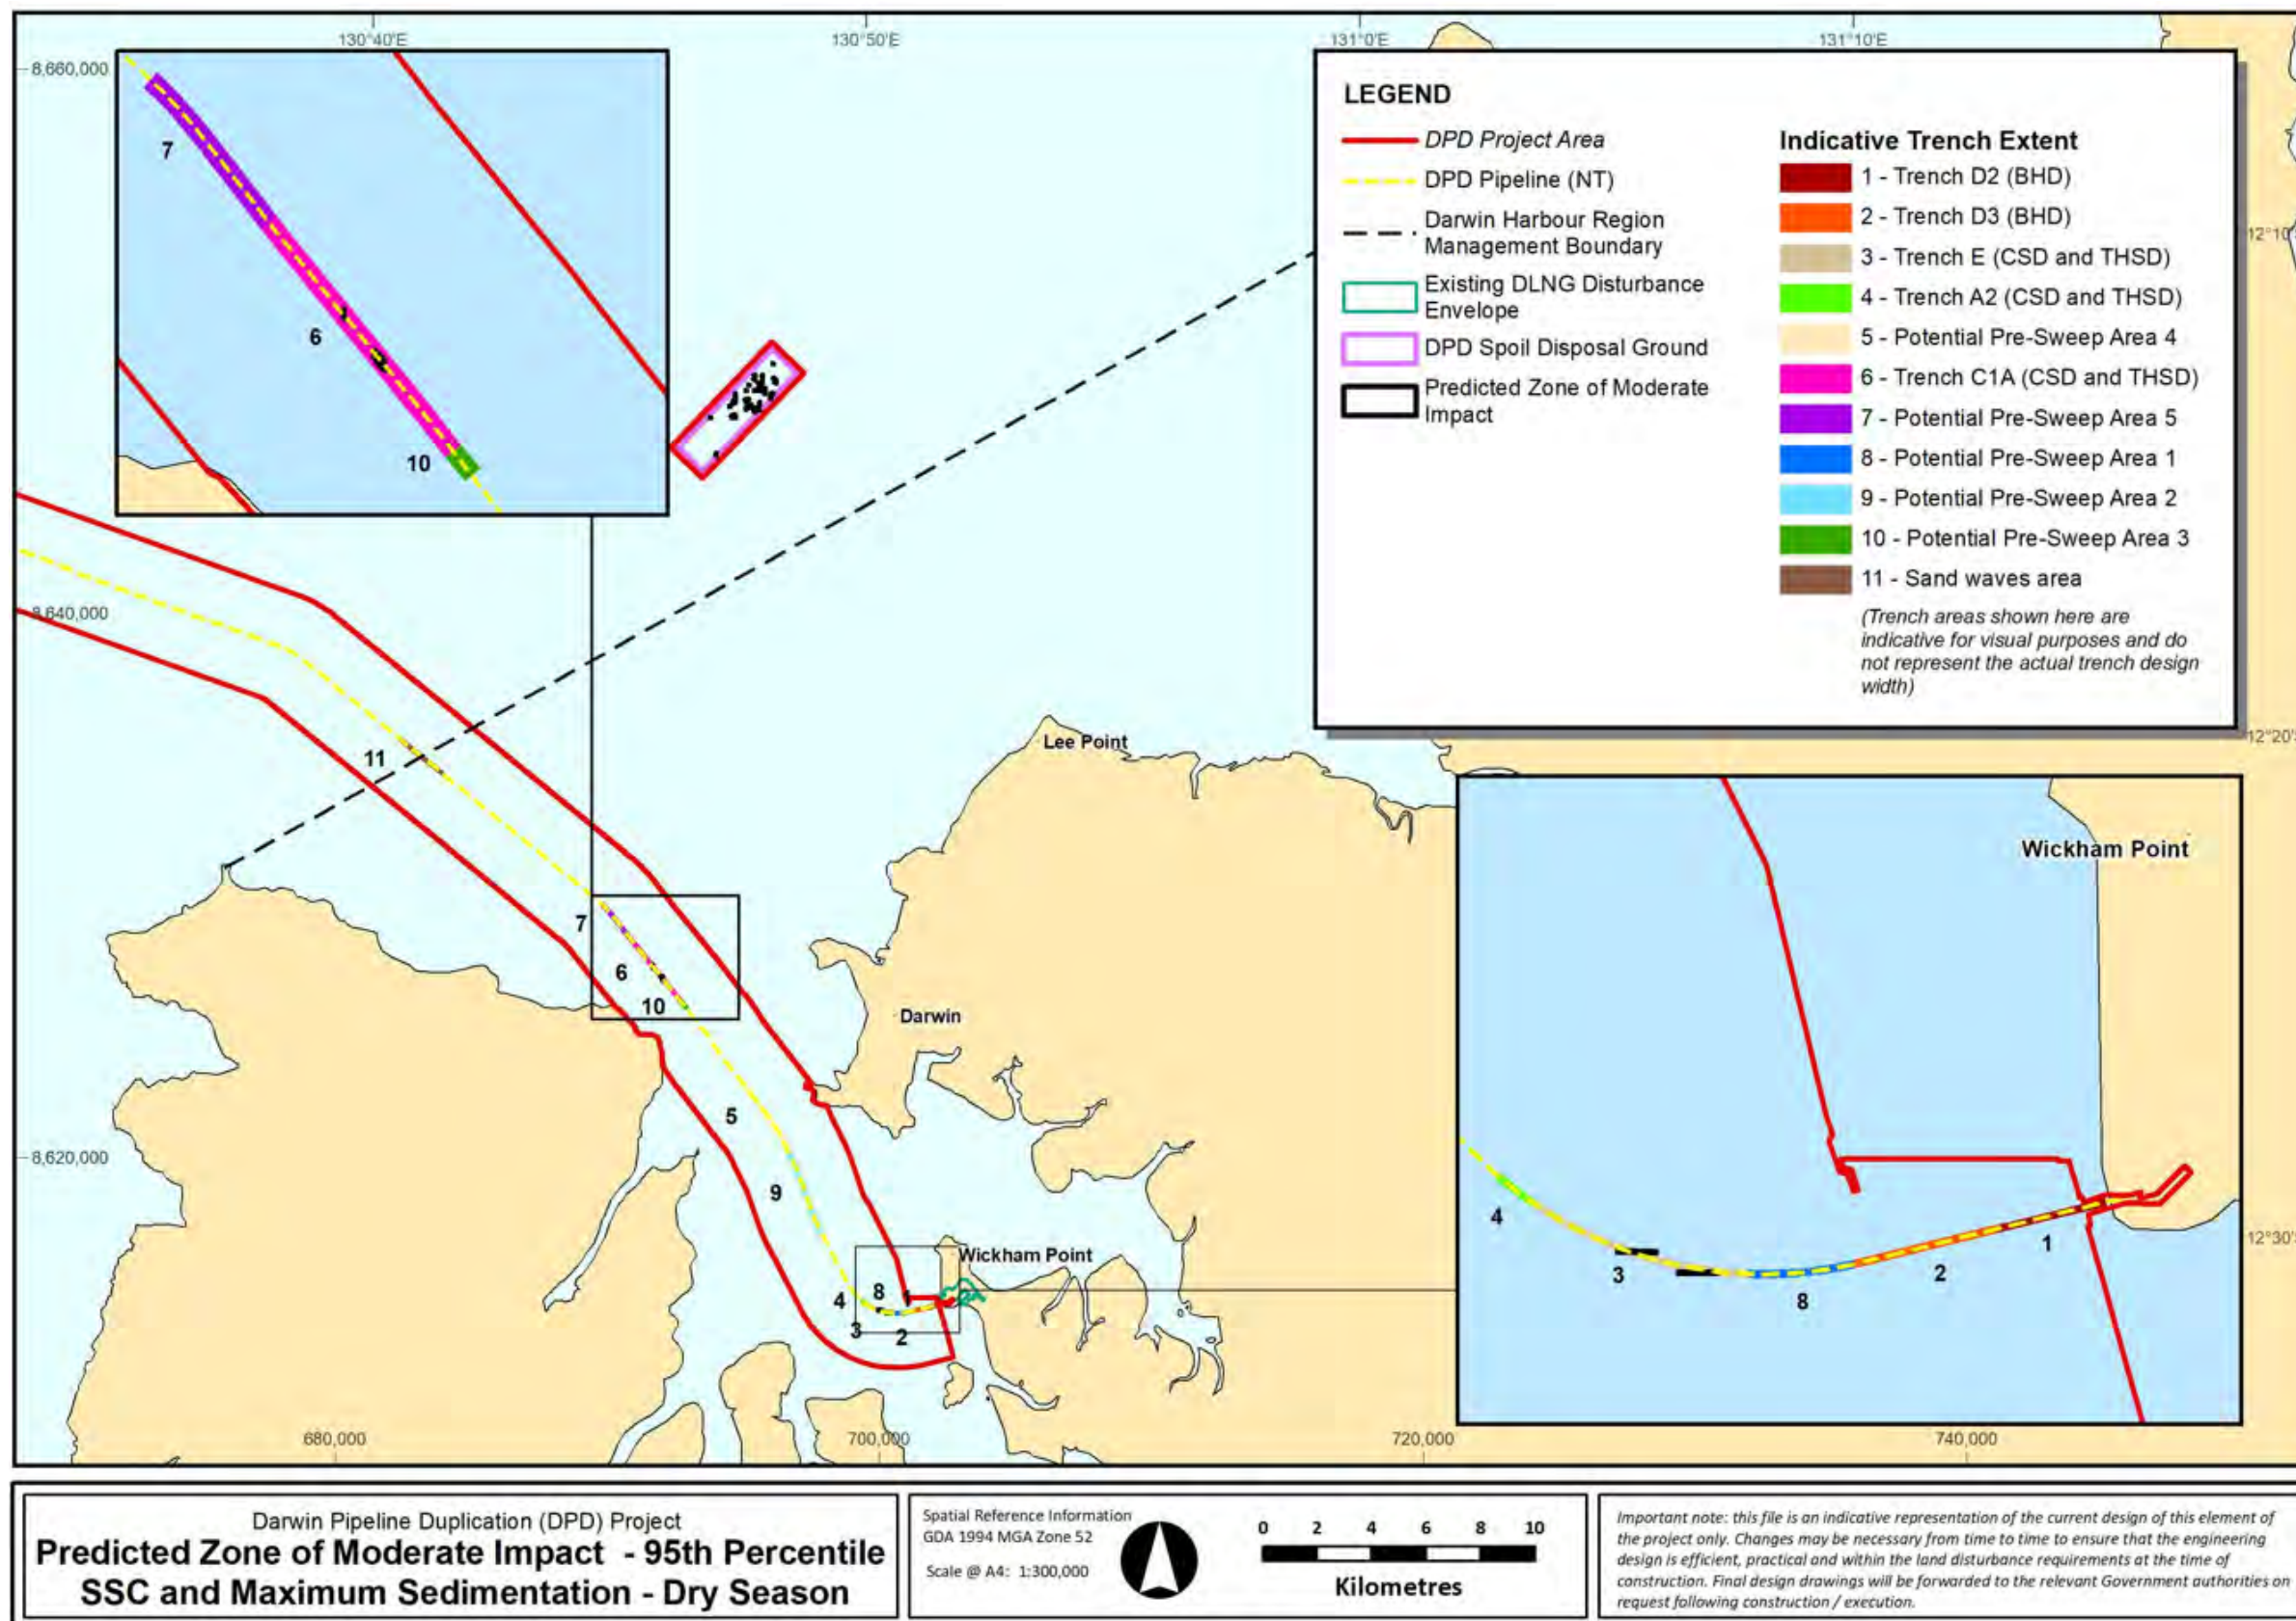 130°40'E
130°50'E
131°0'E
131°10'E
8,660,000
8,640,000
8,620,000
12°10'
12°20'
12°30'
680,000
700,000
720,000
740,000
7
6
10
LEGEND
DPD Project Area
DPD Pipeline (NT)
Darwin Harbour Region
Management Boundary
Existing DLNG Disturbance
Envelope
DPD Spoil Disposal Ground
Predicted Zone of Moderate
Impact
Indicative Trench Extent
1 - Trench D2 (BHD)
2 - Trench D3 (BHD)
3 - Trench E (CSD and THSD)
4 - Trench A2 (CSD and THSD)
5 - Potential Pre-Sweep Area 4
6 - Trench C1A (CSD and THSD)
7 - Potential Pre-Sweep Area 5
8 - Potential Pre-Sweep Area 1
9 - Potential Pre-Sweep Area 2
10 - Potential Pre-Sweep Area 3
11 - Sand waves area
(Trench areas shown here are
indicative for visual purposes and do
not represent the actual trench design
width)
Lee Point
11
7
6
10
Darwin
5
9
Wickham Point
8
1
4
3
2
Wickham Point
4
3
8
2
1
Darwin Pipeline Duplication (DPD) Project
Predicted Zone of Moderate Impact - 95th Percentile
SSC and Maximum Sedimentation - Dry Season
Spatial Reference Information
GDA 1994 MGA Zone 52
Scale @ A4: 1:300,000
0 2 4 6 8 10
Kilometres
Important note: this file is an indicative representation of the current design of this element of
the project only. Changes may be necessary from time to time to ensure that the engineering
design is efficient, practical and within the land disturbance requirements at the time of
construction. Final design drawings will be forwarded to the relevant Government authorities on
request following construction / execution.